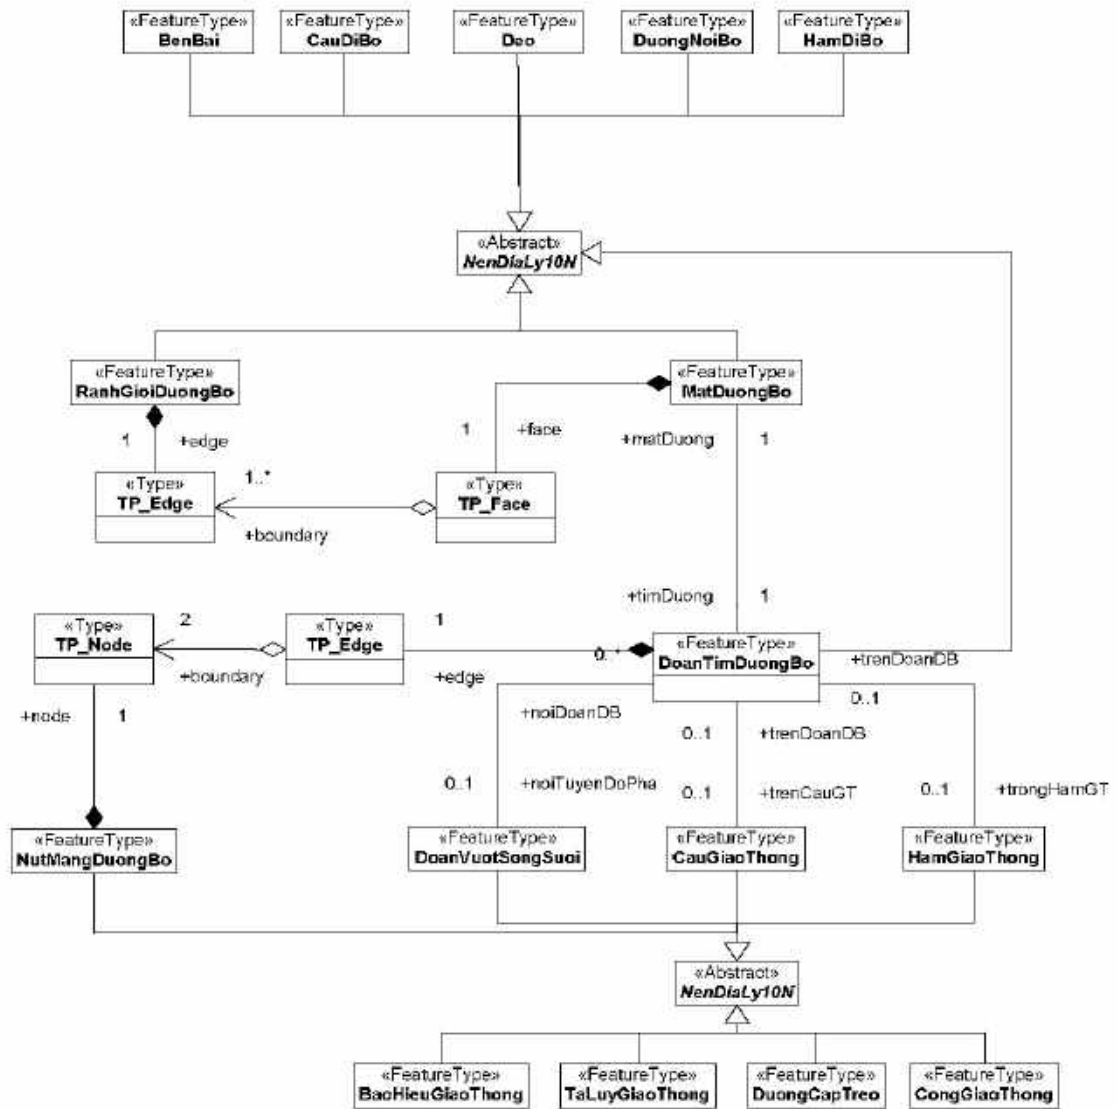 «FeatureType» «FeatureType» «FeatureType» «FeatureType» «FeatureType»
BenBai CauDiBo Deo DuongNoiBo HamDiBo
«Abstract»
NenDiaLy10N
«FeatureType» «FeatureType»
RanhGioiDuongBo MatDuongBo
1 +edge 1 +face +matDuong 1
«Type» 1..* «Type»
TP_Edge TP_Face
+boundary
+timDuong 1
«Type» 2 «Type» 1 «FeatureType»
TP_Node TP_Edge 0..* DoanTimDuongBo +trenDoanDB
+boundary +edge
0..1
+node 1 +noiDoanDB
0..1 +trenDoanDB
0..1 +noiTuyenDoPha 0..1 +trenCauGT 0..1 +trongHamGT
«FeatureType» «FeatureType» «FeatureType» «FeatureType»
NutMangDuongBo DoanVuotSongSuoi CauGiaoThong HamGiaoThong
«Abstract»
NenDiaLy10N
«FeatureType» «FeatureType» «FeatureType» «FeatureType»
BaoHieuGiaoThong TaLuyGiaoThong DuongCapTreo CongGiaoThong